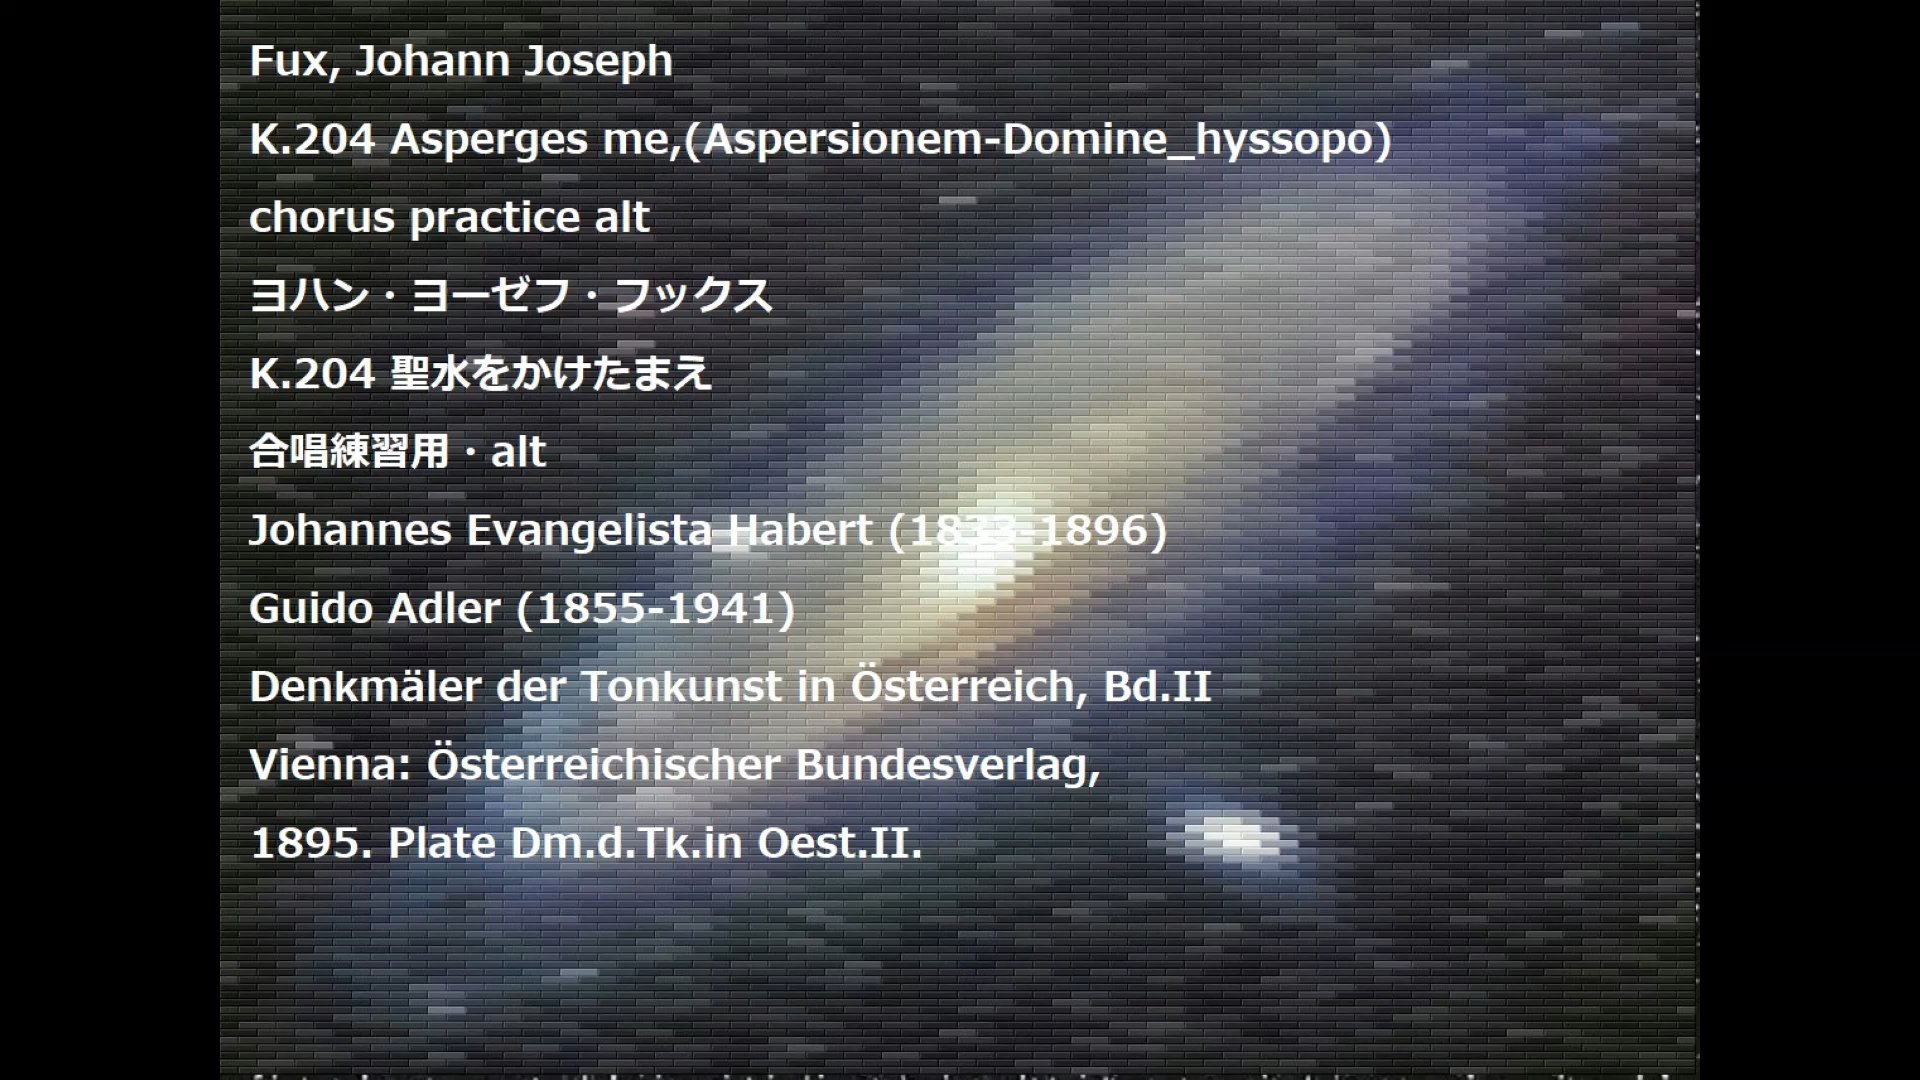 Fux, Johann Joseph
K.204 Asperges me,(Aspersionem-Domine_hyssopo)
chorus practice alt
ヨハン・ヨーゼフ・フックス
K.204 聖水をかけたまえ
合唱練習用・alt
Johannes Evangelista Habert (1833-1896)
Guido Adler (1855-1941)
Denkmäler der Tonkunst in Österreich, Bd.II
Vienna: Österreichischer Bundesverlag,
1895. Plate Dm.d.Tk.in Oest.II.